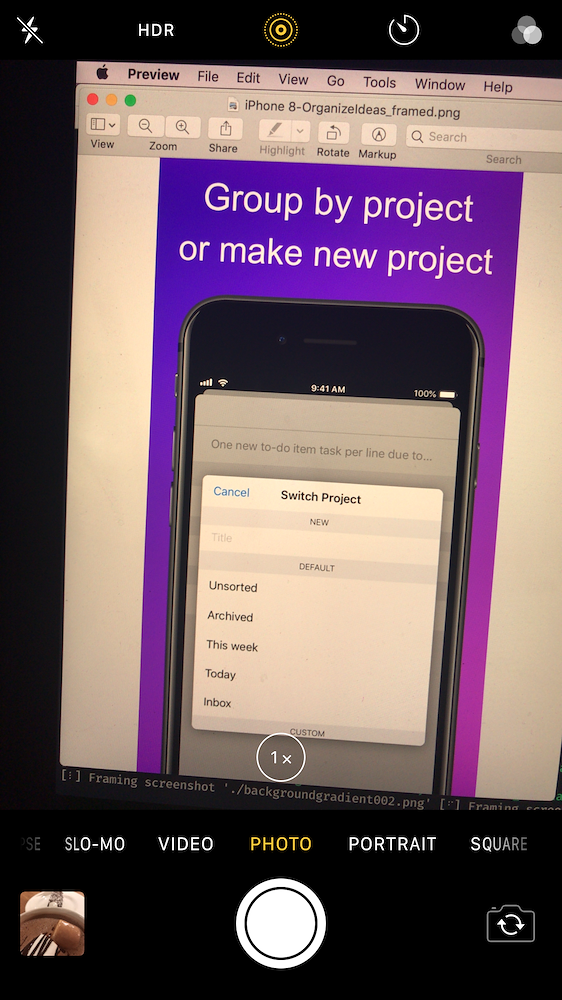 HDR
Preview File Edit View Go Tools Window Help
iPhone 8-OrganizeIdeas_framed.png
Search
View Zoom Share Highlight Rotate Markup Search
Group by project
or make new project
9:41 AM 100%
One new to-do item task per line due to...
Cancel Switch Project
NEW
Title
DEFAULT
Unsorted
Archived
This week
Today
Inbox
CUSTOM
1×
[:] Framing screenshot './backgroundgradient002.png' [:] Framing
SLO-MO VIDEO PHOTO PORTRAIT SQUARE